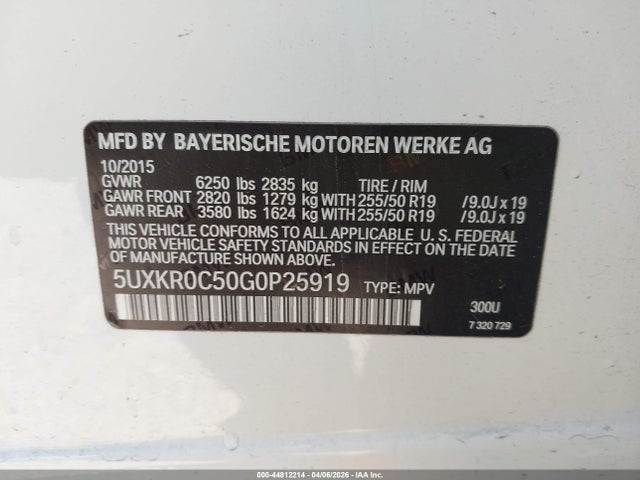 MFD BY BAYERISCHE MOTOREN WERKE AG
10/2015
GVWR 6250 lbs 2835 kg TIRE / RIM
GAWR FRONT 2820 lbs 1279 kg WITH 255/50 R19 /9.0J x 19
GAWR REAR 3580 lbs 1624 kg WITH 255/50 R19 /9.0J x 19
THIS VEHICLE CONFORMS TO ALL APPLICABLE U. S. FEDERAL
MOTOR VEHICLE SAFETY STANDARDS IN EFFECT ON THE DATE
OF MANUFACTURE SHOWN ABOVE.
5UXKR0C50G0P25919 TYPE: MPV
300U
7 320 729
000-44812214 - 04/06/2026 - IAAI.COM